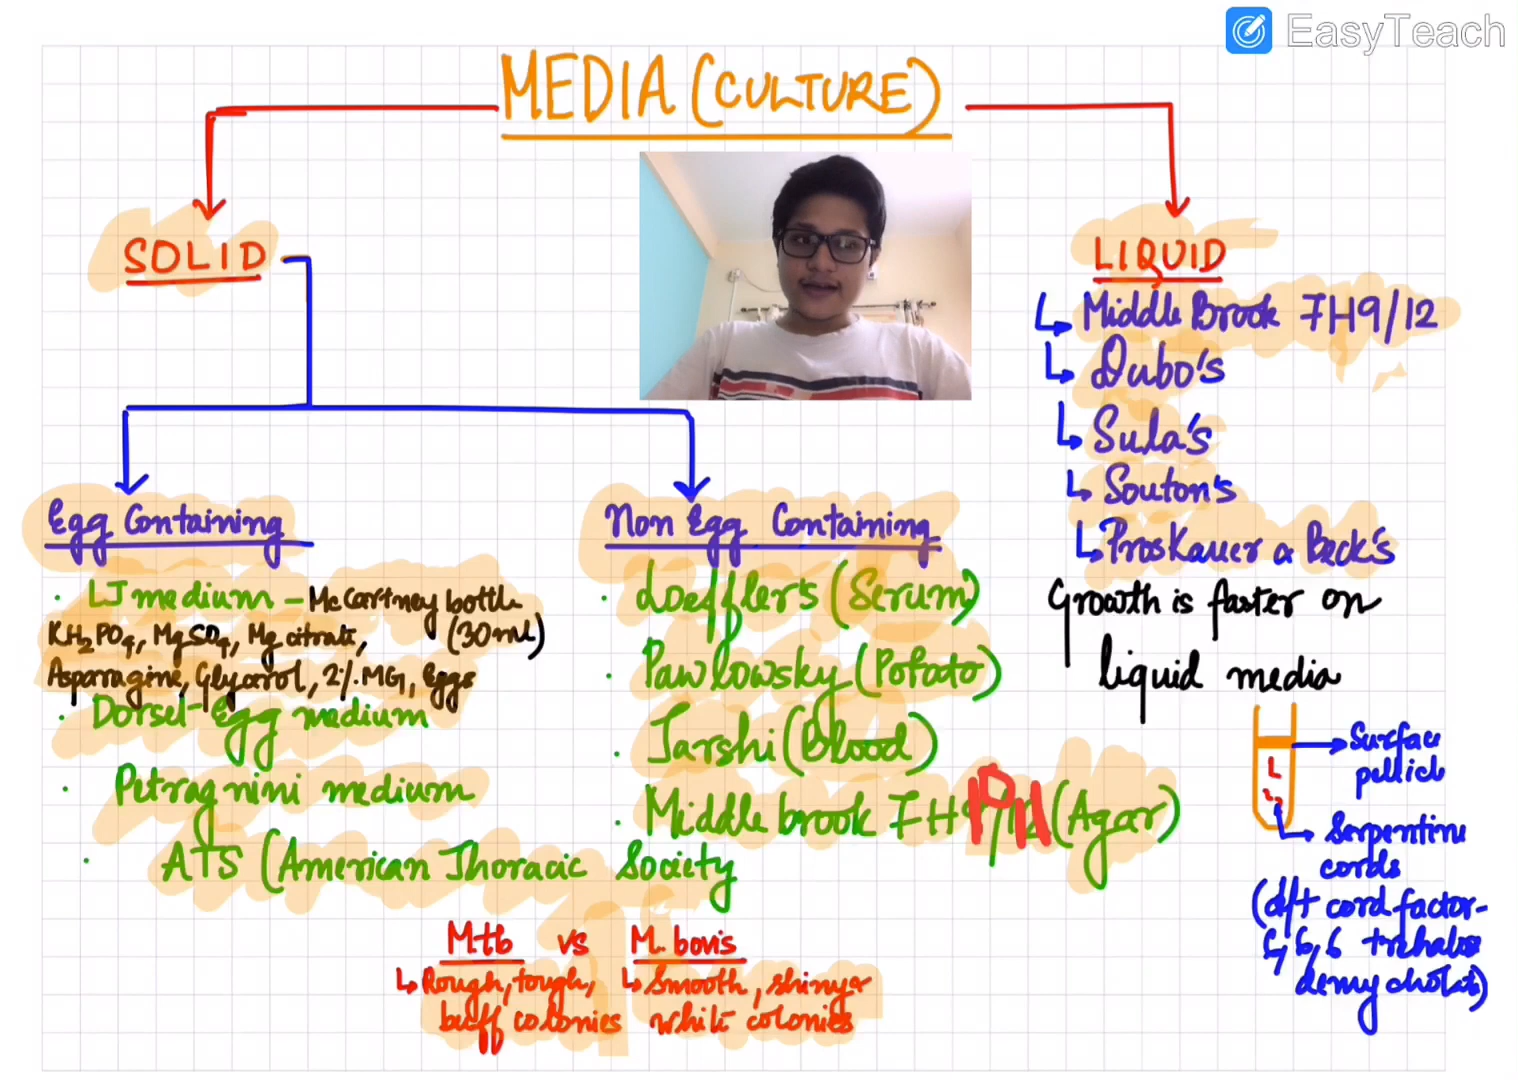 EasyTeach
MEDIA (CULTURE)
SOLID
LIQUID
Middle Brook 7H9/12
Dubo's
Sula's
Souton's
Proskauer & Beck's
Growth is faster on
liquid media
Surface
pellicle
Serpentine
cords
(d/t cord factor-
6,6 trehalose
Egg Containing
LJ medium – McCartney bottle
KH2PO4, MgSO4, Mg citrate, (30ml)
Asparagine, Glycerol, 2% MG, Eggs
Dorsel-Egg medium
Petragnini medium
ATS (American Thoracic Society
Non Egg Containing
Loeffler's (Serum)
Pawlowsky (Potato)
Tarshi (Blood)
Middle brook 7H (Agar)
Mtb vs M. bovis
Rough, tough,
buff colonies
Smooth, shiny &
white colonies